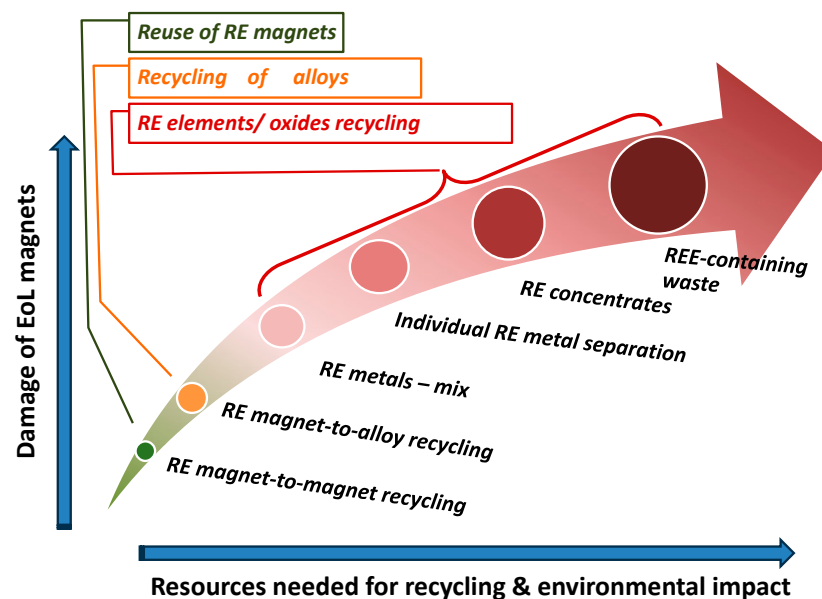 Reuse of RE magnets
Recycling of alloys
RE elements/ oxides recycling
Damage of EoL magnets
REE-containing
waste
RE concentrates
Individual RE metal separation
RE metals – mix
RE magnet-to-alloy recycling
RE magnet-to-magnet recycling
Resources needed for recycling & environmental impact